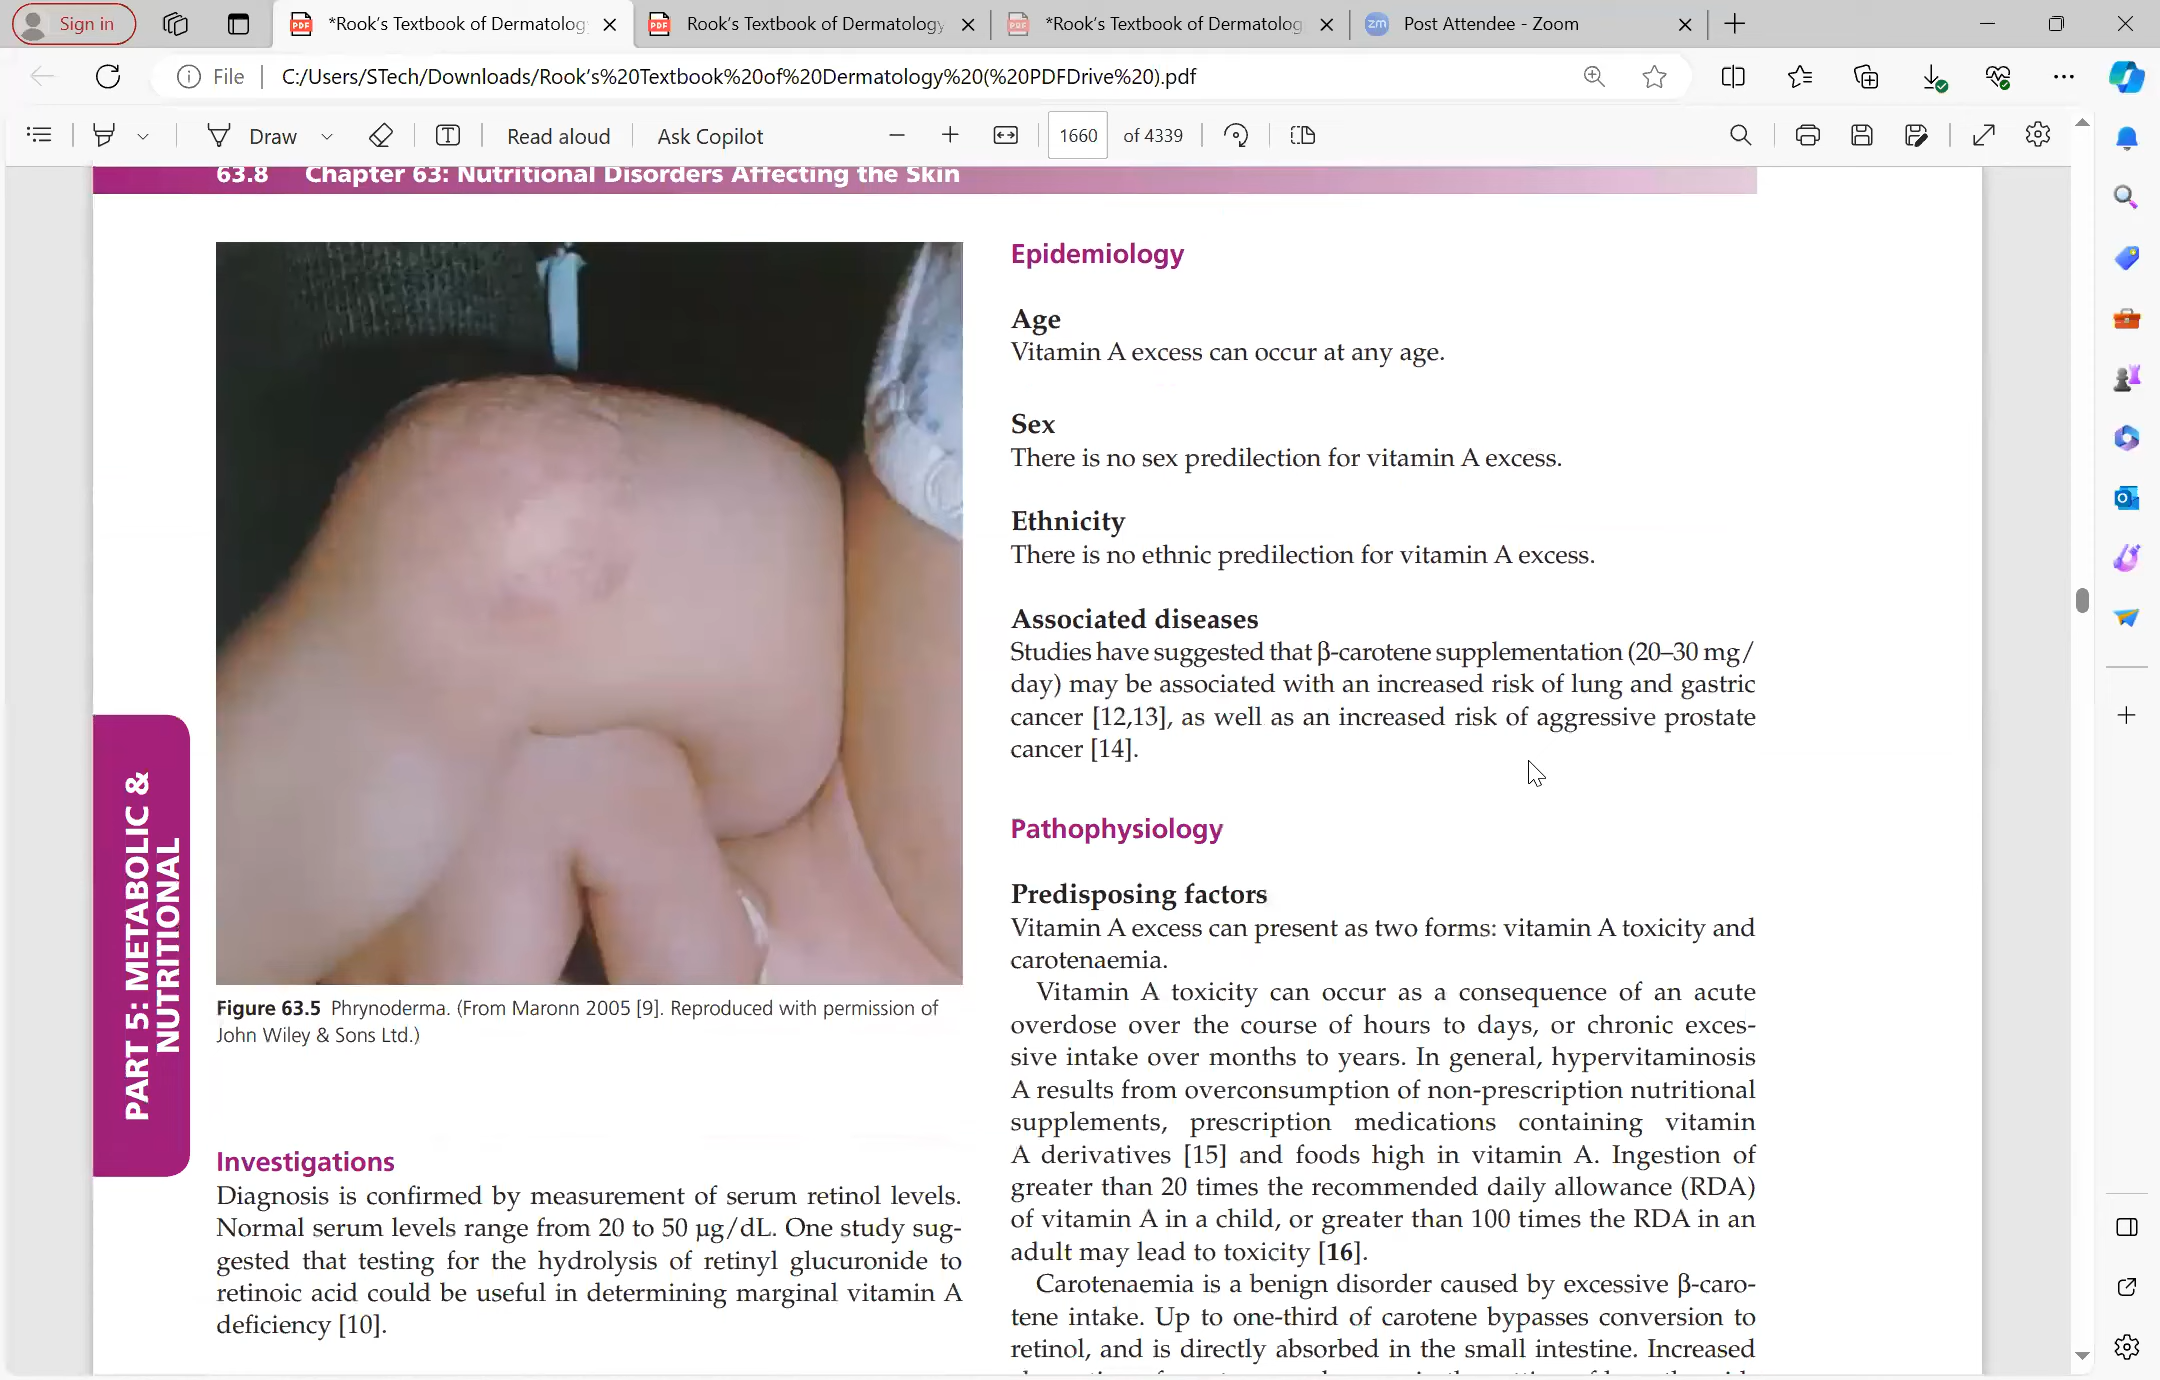 Sign in
*Rook's Textbook of Dermatolog
Rook's Textbook of Dermatology
*Rook's Textbook of Dermatolog
zm
Post Attendee - Zoom
File
C:/Users/STech/Downloads/Rook's%20Textbook%20of%20Dermatology%20(%20PDFDrive%20).pdf
Draw
Read aloud
Ask Copilot
1660
of 4339
63.8 Chapter 63: Nutritional Disorders Affecting the Skin
PART 5: METABOLIC &
NUTRITIONAL
Figure 63.5 Phrynoderma. (From Maronn 2005 [9]. Reproduced with permission of
John Wiley & Sons Ltd.)
Investigations
Diagnosis is confirmed by measurement of serum retinol levels.
Normal serum levels range from 20 to 50 μg/dL. One study sug-
gested that testing for the hydrolysis of retinyl glucuronide to
retinoic acid could be useful in determining marginal vitamin A
deficiency [10].
Epidemiology
Age
Vitamin A excess can occur at any age.
Sex
There is no sex predilection for vitamin A excess.
Ethnicity
There is no ethnic predilection for vitamin A excess.
Associated diseases
Studies have suggested that β-carotene supplementation (20–30 mg/
day) may be associated with an increased risk of lung and gastric
cancer [12,13], as well as an increased risk of aggressive prostate
cancer [14].
Pathophysiology
Predisposing factors
Vitamin A excess can present as two forms: vitamin A toxicity and
carotenaemia.
Vitamin A toxicity can occur as a consequence of an acute
overdose over the course of hours to days, or chronic exces-
sive intake over months to years. In general, hypervitaminosis
A results from overconsumption of non-prescription nutritional
supplements, prescription medications containing vitamin
A derivatives [15] and foods high in vitamin A. Ingestion of
greater than 20 times the recommended daily allowance (RDA)
of vitamin A in a child, or greater than 100 times the RDA in an
adult may lead to toxicity [16].
Carotenaemia is a benign disorder caused by excessive β-caro-
tene intake. Up to one-third of carotene bypasses conversion to
retinol, and is directly absorbed in the small intestine. Increased